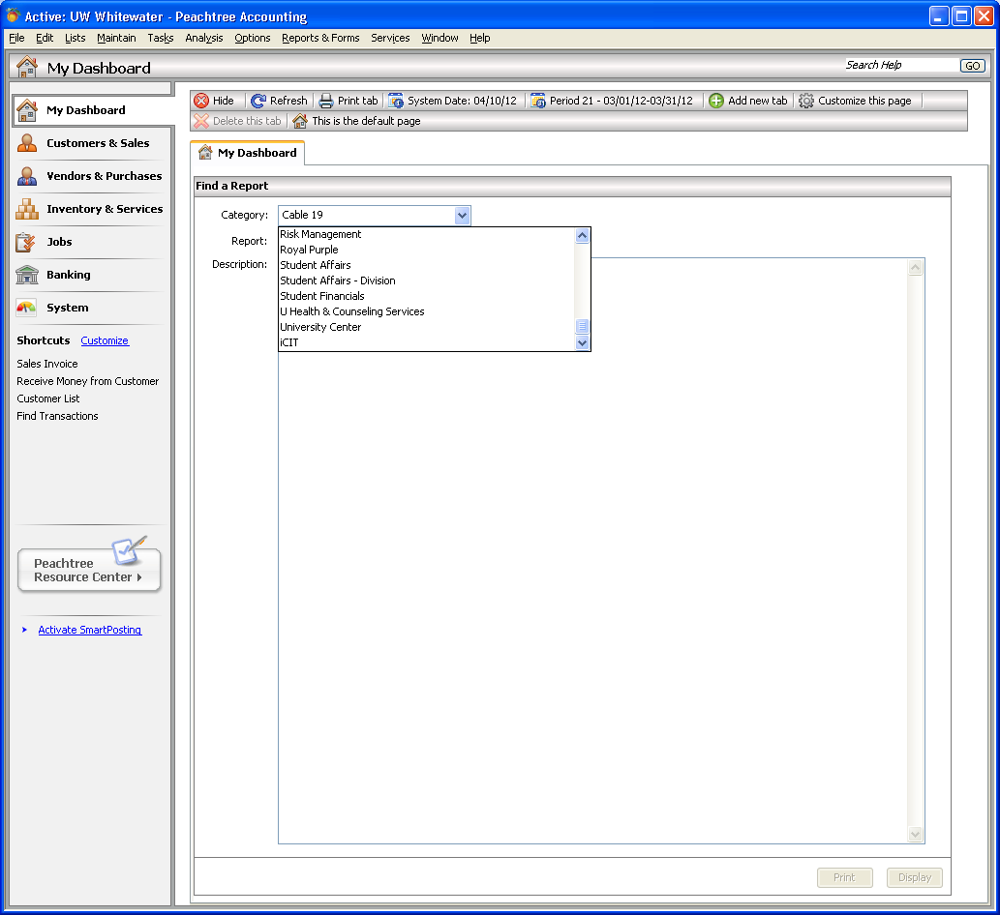 Active: UW Whitewater - Peachtree Accounting
File Edit Lists Maintain Tasks Analysis Options Reports & Forms Services Window Help
My Dashboard
Search Help GO
My Dashboard
Customers & Sales
Vendors & Purchases
Inventory & Services
Jobs
Banking
System
Shortcuts Customize
Sales Invoice
Receive Money from Customer
Customer List
Find Transactions
Peachtree
Resource Center
Activate SmartPosting
Hide Refresh Print tab System Date: 04/10/12 Period 21 - 03/01/12-03/31/12 Add new tab Customize this page
Delete this tab This is the default page
My Dashboard
Find a Report
Category: Cable 19
Report:
Description:
Risk Management
Royal Purple
Student Affairs
Student Affairs - Division
Student Financials
U Health & Counseling Services
University Center
iCIT
Print Display